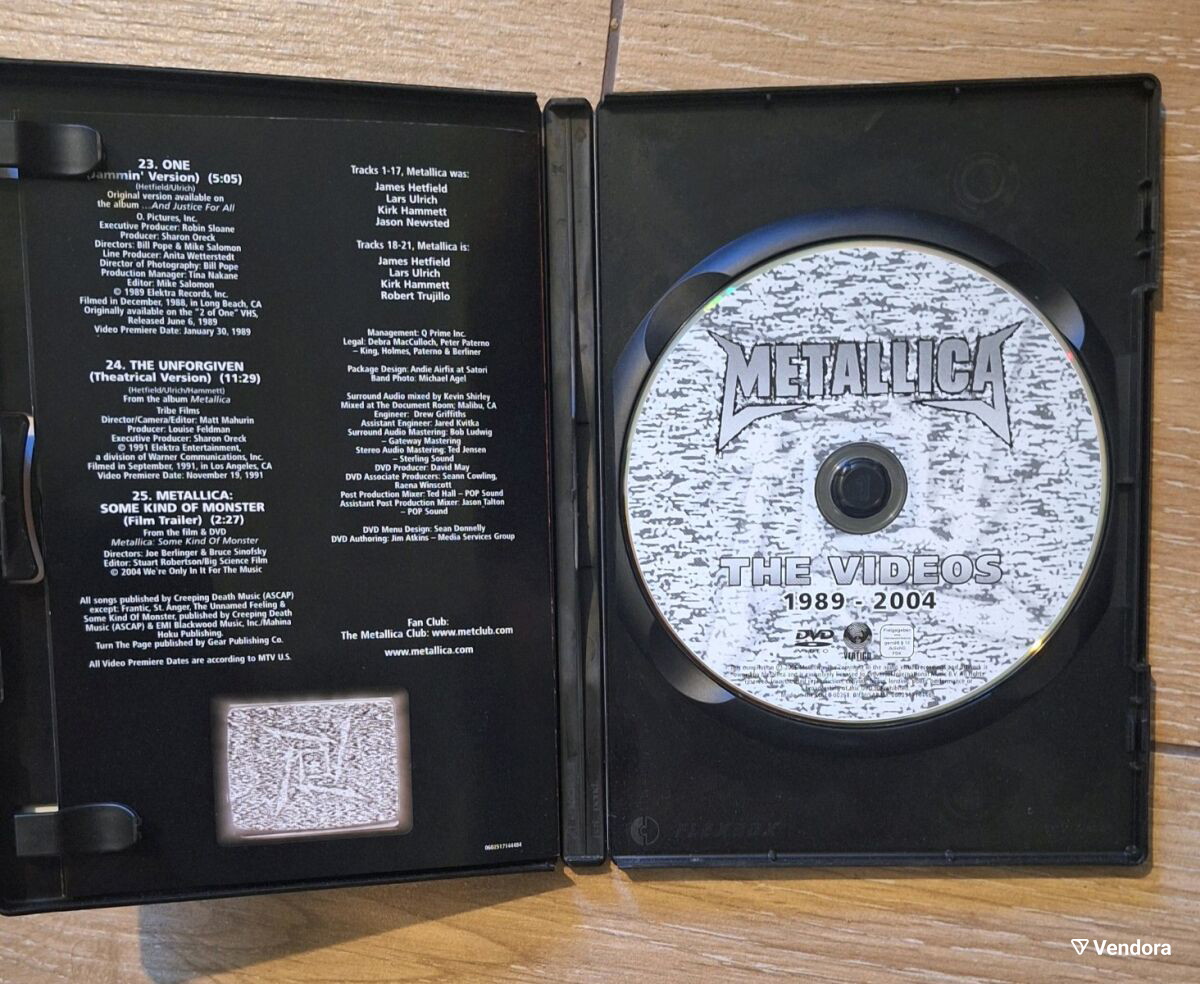 23. ONE
Jammin' Version) (5:05)
(Hetfield/Ulrich)
Original version available on
the album ...And Justice For All
O. Pictures, Inc.
Executive Producer: Robin Sloane
Producer: Sharon Oreck
Directors: Bill Pope & Mike Salomon
Line Producer: Anita Wetterstedt
Director of Photography: Bill Pope
Production Manager: Tina Nakane
Editor: Mike Salomon
© 1989 Elektra Records, Inc.
Filmed in December, 1988, in Long Beach, CA
Originally available on the "2 of One" VHS,
Released June 6, 1989
Video Premiere Date: January 30, 1989
24. THE UNFORGIVEN
(Theatrical Version) (11:29)
(Hetfield/Ulrich/Hammett)
From the album Metallica
Tribe Films
Director/Camera/Editor: Matt Mahurin
Producer: Louise Feldman
Executive Producer: Sharon Oreck
© 1991 Elektra Entertainment,
a division of Warner Communications, Inc.
Filmed in September, 1991, in Los Angeles, CA
Video Premiere Date: November 19, 1991
25. METALLICA:
SOME KIND OF MONSTER
(Film Trailer) (2:27)
From the film & DVD
Metallica: Some Kind Of Monster
Directors: Joe Berlinger & Bruce Sinofsky
Editor: Stuart Robertson/Big Science Film
© 2004 We're Only In It For The Music
All songs published by Creeping Death Music (ASCAP)
except: Frantic, St. Anger, The Unnamed Feeling &
Some Kind Of Monster, published by Creeping Death
Music (ASCAP) & EMI Blackwood Music, Inc./Mahina
Hoku Publishing.
Turn The Page published by Gear Publishing Co.
All Video Premiere Dates are according to MTV U.S.
Tracks 1-17, Metallica was:
James Hetfield
Lars Ulrich
Kirk Hammett
Jason Newsted
Tracks 18-21, Metallica is:
James Hetfield
Lars Ulrich
Kirk Hammett
Robert Trujillo
Management: Q Prime Inc.
Legal: Debra MacCulloch, Peter Paterno
– King, Holmes, Paterno & Berliner
Package Design: Andie Airfix at Satori
Band Photo: Michael Agel
Surround Audio mixed by Kevin Shirley
Mixed at The Document Room; Malibu, CA
Engineer: Drew Griffiths
Assistant Engineer: Jared Kvitka
Surround Audio Mastering: Bob Ludwig
– Gateway Mastering
Stereo Audio Mastering: Ted Jensen
– Sterling Sound
DVD Producer: David May
DVD Associate Producers: Seann Cowling,
Raena Winscott
Post Production Mixer: Ted Hall – POP Sound
Assistant Post Production Mixer: Jason Talton
– POP Sound
DVD Menu Design: Sean Donnelly
DVD Authoring: Jim Atkins – Media Services Group
Fan Club:
The Metallica Club: www.metclub.com
www.metallica.com
0602517144484
METALLICA
THE VIDEOS
1989 - 2004
DVD
VIDEO
VERTIGO
Freigegeben
FSK
FLEXBOX
Vendora